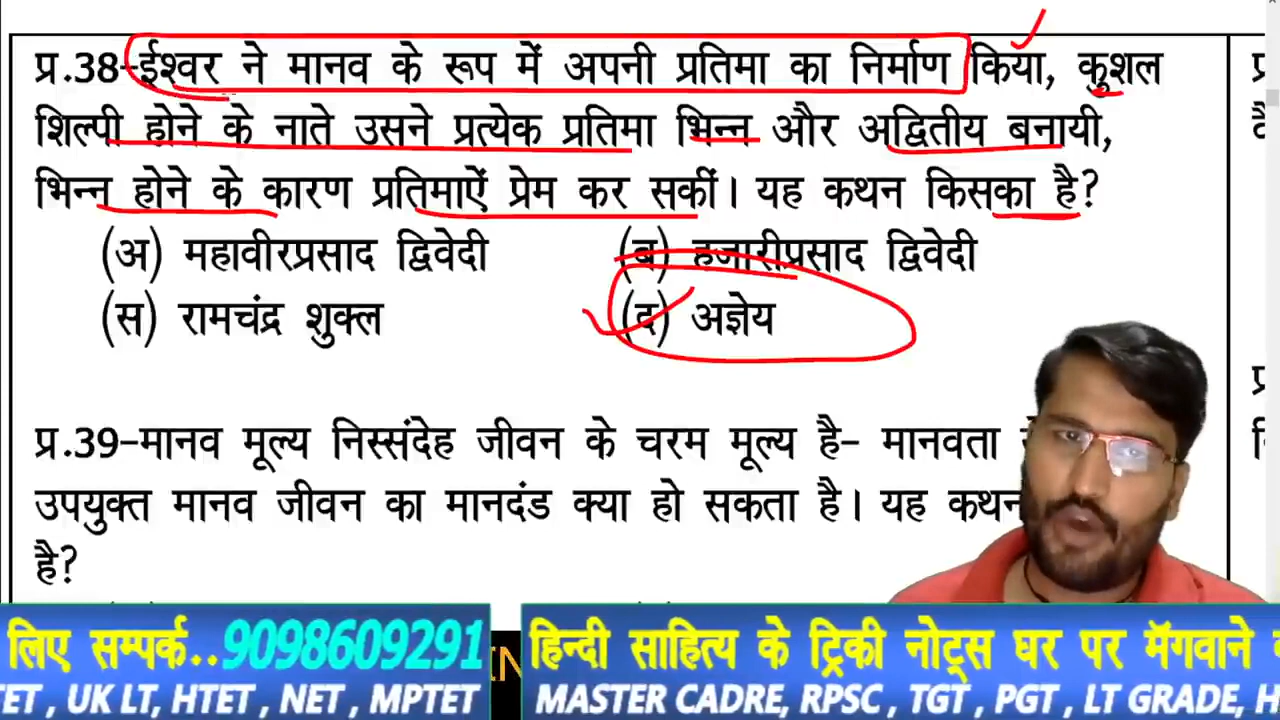 प्र.38-ईश्वर ने मानव के रूप में अपनी प्रतिमा का निर्माण किया, कुशल
शिल्पी होने के नाते उसने प्रत्येक प्रतिमा भिन्न और अद्वितीय बनायी,
भिन्न होने के कारण प्रतिमाऐं प्रेम कर सकीं। यह कथन किसका है?
(अ) महावीरप्रसाद द्विवेदी (ब) हजारीप्रसाद द्विवेदी
(स) रामचंद्र शुक्ल (द) अज्ञेय
प्र.39-मानव मूल्य निस्संदेह जीवन के चरम मूल्य है- मानवता
उपयुक्त मानव जीवन का मानदंड क्या हो सकता है। यह कथन
है?
लिए सम्पर्क..9098609291 हिन्दी साहित्य के ट्रिकी नोट्स घर पर मॅगवाने
TET , UK LT, HTET , NET , MPTET MASTER CADRE, RPSC , TGT , PGT , LT GRADE,